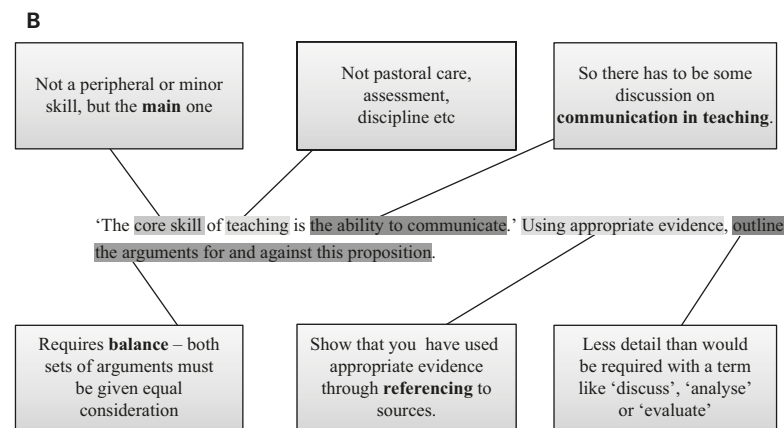 B
Not a peripheral or minor
skill, but the main one
Not pastoral care,
assessment,
discipline etc
So there has to be some
discussion on
communication in teaching.
‘The core skill of teaching is the ability to communicate.’ Using appropriate evidence, outline
the arguments for and against this proposition.
Requires balance – both
sets of arguments must
be given equal
consideration
Show that you have used
appropriate evidence
through referencing to
sources.
Less detail than would
be required with a term
like ‘discuss’, ‘analyse’
or ‘evaluate’